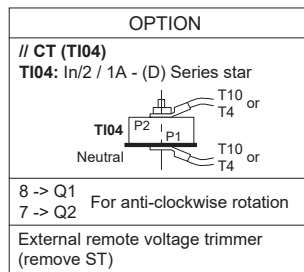 OPTION
// CT (TI04)
TI04: In/2 / 1A - (D) Series star
T10
or
T4
TI04
P2
P1
T10
or
T4
Neutral
8 -> Q1
7 -> Q2
For anti-clockwise rotation
External remote voltage trimmer
(remove ST)